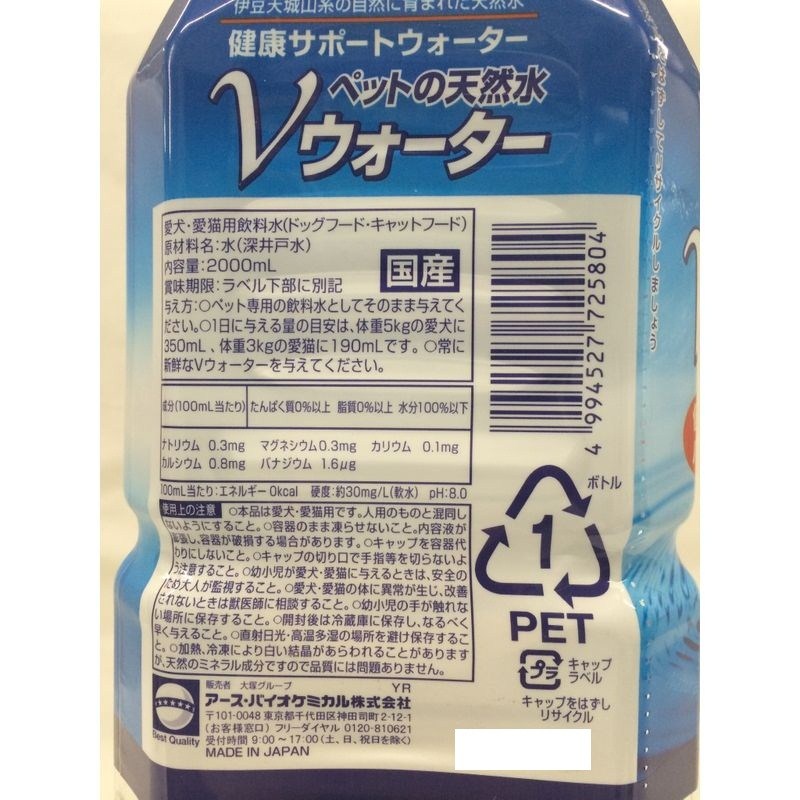 伊豆天城山系の自然に育まれた天然水
健康サポートウォーター
ペットの天然水
Vウォーター
愛犬・愛猫用飲料水(ドッグフード・キャットフード)
原材料名:水(深井戸水)
内容量:2000mL
賞味期限:ラベル下部に別記
国産
与え方:○ペット専用の飲料水としてそのまま与えてく
ださい。○1日に与える量の目安は、体重5kgの愛犬に
350mL、体重3kgの愛猫に190mLです。○常に
新鮮なVウォーターを与えてください。
成分(100mL当たり) たんぱく質0%以上 脂質0%以上 水分100%以下
ナトリウム 0.3mg マグネシウム0.3mg カリウム 0.1mg
カルシウム 0.8mg バナジウム 1.6μg
100mL当たり:エネルギー0kcal 硬度:約30mg/L(軟水) pH:8.0
使用上の注意 ○本品は愛犬・愛猫用です。人用のものと混同し
ないようにすること。○容器のまま凍らせないこと。内容液が
膨張し、容器が破損する場合があります。○キャップを容器代
わりにしないこと。○キャップの切り口で手指等を切らないよ
う注意すること。○幼小児が愛犬・愛猫に与えるときは、安全の
ため大人が監視すること。○愛犬・愛猫の体に異常が生じ、改善
されないときは獣医師に相談すること。○幼小児の手が触れな
い場所に保存すること。○開封後は冷蔵庫に保存し、なるべく
早く与えること。○直射日光・高温多湿の場所を避け保存するこ
と。○加熱、冷凍により白い結晶があらわれることがあります
が、天然のミネラル成分ですので品質には問題ありません。
販売者 大塚グループ YR
アース・バイオケミカル株式会社
〒101-0048 東京都千代田区神田司町2-12-1
(お客様窓口) フリーダイヤル 0120-810621
受付時間 9:00~17:00(土、日、祝日を除く)
MADE IN JAPAN
Best Quality
4 994527 725804
ボトル
1
PET
プラ
キャップ
ラベル
キャップをはずし
リサイクル